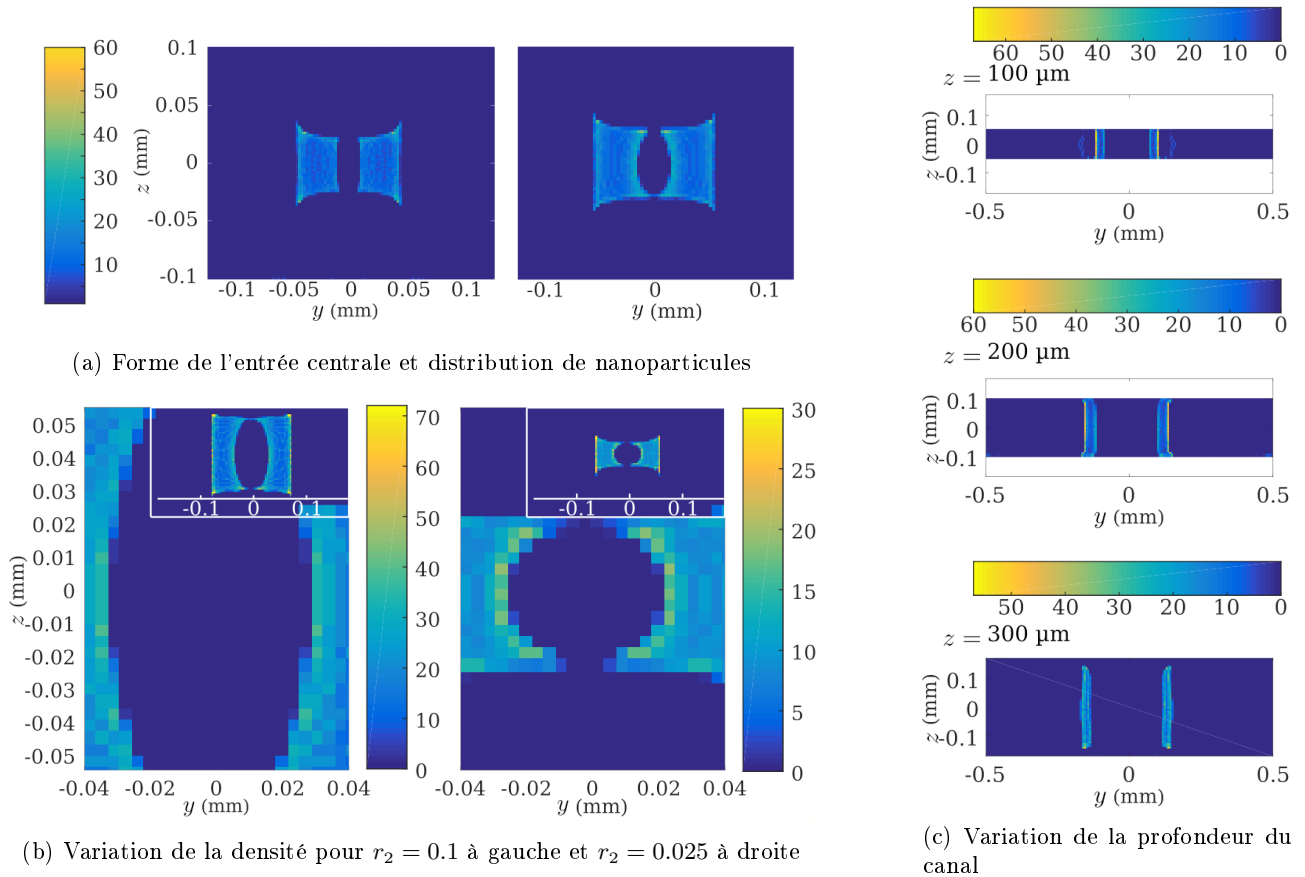 60
50
40
30
20
10
0.1
0.05
0
-0.05
-0.1
z (mm)
-0.1 -0.05 0 0.05 0.1
y (mm)
-0.1 0 0.1
y (mm)
(a) Forme de l'entrée centrale et distribution de nanoparticules
0.05
0.04
0.03
0.02
0.01
0
-0.01
-0.02
-0.03
-0.04
-0.05
z (mm)
-0.1 0 0.1
-0.04 -0.02 0 0.02 0.04
y (mm)
70
60
50
40
30
20
10
0
-0.1 0 0.1
-0.04 -0.02 0 0.02 0.04
y (mm)
30
25
20
15
10
5
0
(b) Variation de la densité pour r₂ = 0.1 à gauche et r₂ = 0.025 à droite
60 50 40 30 20 10 0
z = 100 µm
0.1
0
-0.1
z (mm)
-0.5 0 0.5
y (mm)
60 50 40 30 20 10 0
z = 200 µm
0.1
0
-0.1
z (mm)
-0.5 0 0.5
y (mm)
50 40 30 20 10 0
z = 300 µm
0.1
0
-0.1
z (mm)
-0.5 0 0.5
y (mm)
(c) Variation de la profondeur du
canal